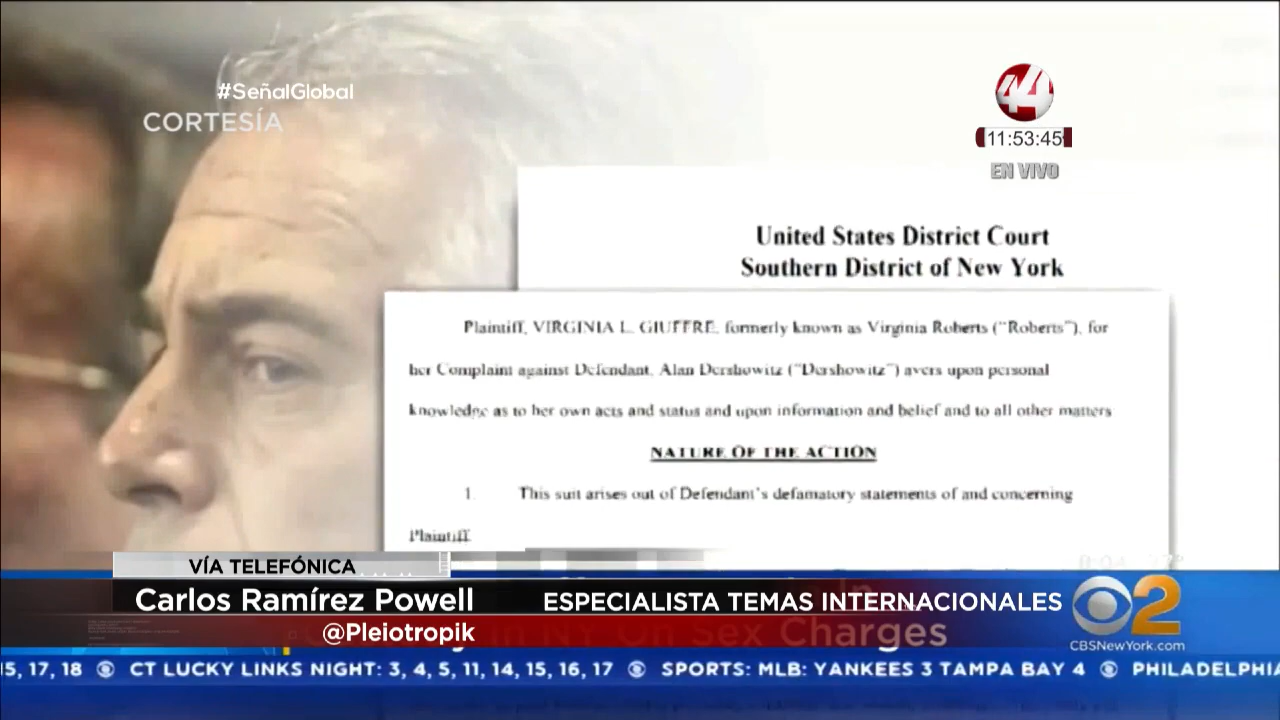 #SeñalGlobal
CORTESÍA
44
11:53:45
EN VIVO
United States District Court
Southern District of New York
Plaintiff, VIRGINIA L. GIUFFRE, formerly known as Virginia Roberts ("Roberts"), for
her Complaint against Defendant, Alan Dershowitz ("Dershowitz") avers upon personal
knowledge as to her own acts and status and upon information and belief and to all other matters
NATURE OF THE ACTION
1. This suit arises out of Defendant's defamatory statements of and concerning
Plaintiff
VÍA TELEFÓNICA
Carlos Ramírez Powell
ESPECIALISTA TEMAS INTERNACIONALES
@Pleiotropik
On Sex Charges
2
CBSNewYork.com
5, 17, 18 CT LUCKY LINKS NIGHT: 3, 4, 5, 11, 14, 15, 16, 17 SPORTS: MLB: YANKEES 3 TAMPA BAY 4 PHILADELPHIA